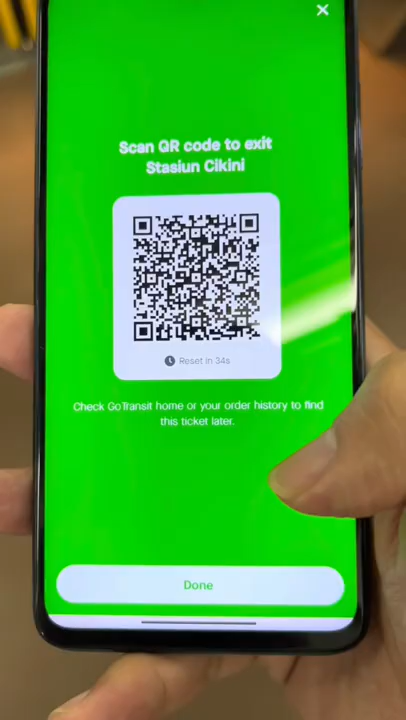 Scan QR code to exit
Stasiun Cikini
Reset in 34s
Check GoTransit home or your order history to find
this ticket later.
Done